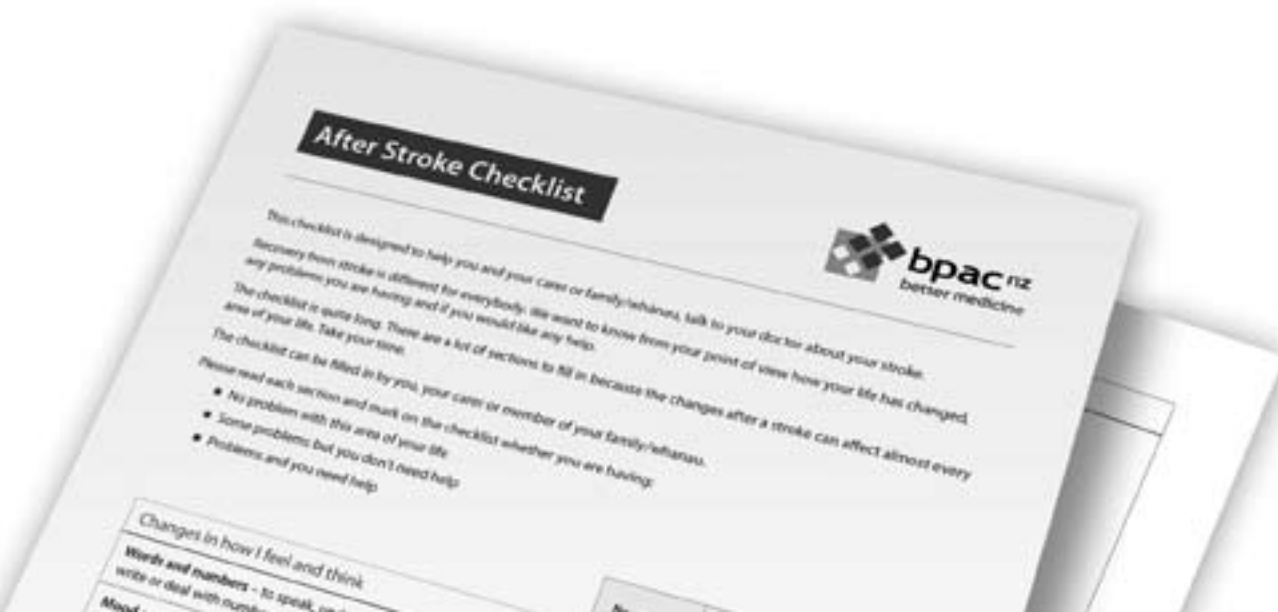 After Stroke Checklist
bpac nz
better medicine
This checklist is designed to help you and your carer or family/whānau, talk to your doctor about your stroke.
Recovery from stroke is different for everybody. We want to know from your point of view how your life has changed,
any problems you are having and if you would like any help.
The checklist is quite long. There are a lot of sections to fill in because the changes after a stroke can affect almost every
area of your life. Take your time.
The checklist can be filled in by you, your carer or member of your family/whānau.
Please read each section and mark on the checklist whether you are having:
• No problem with this area of your life
• Some problems but you don't need help
• Problems and you need help
Changes in how I feel and think
Words and numbers – to speak,
write or deal with
Mood